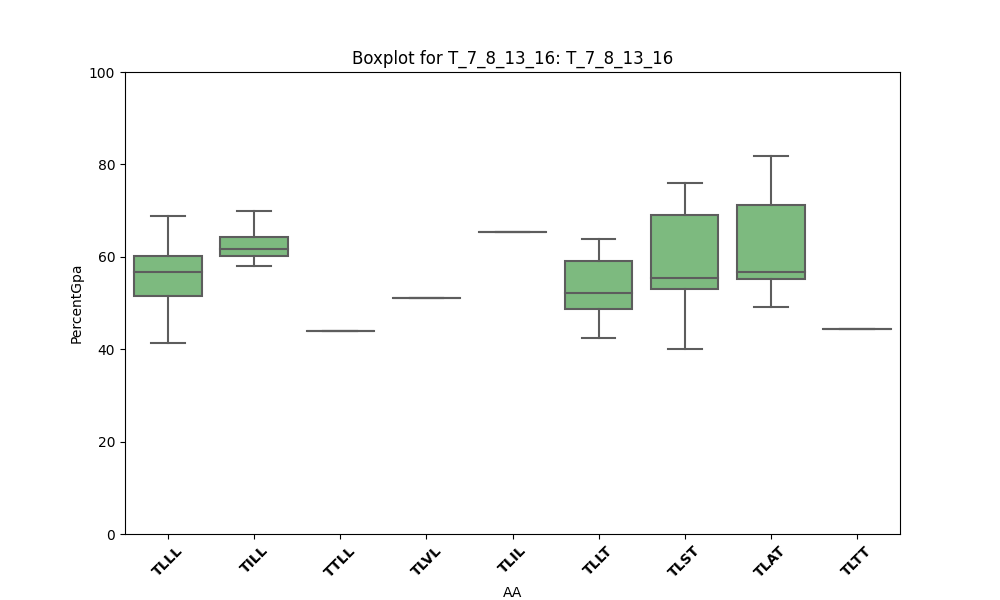 Boxplot for T_7_8_13_16: T_7_8_13_16
100
80
60
40
20
0
PercentGpa
TLLL
TILL
TTLL
TLVL
TLIL
TLLT
TLST
TLAT
TLTT
AA